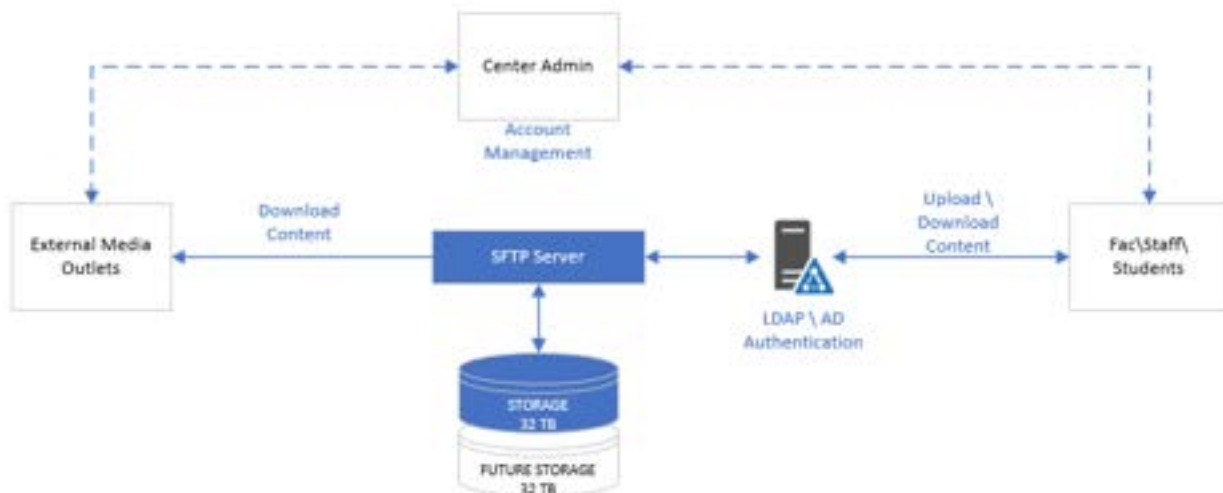 Center Admin
Account
Management
External Media
Outlets
Download
Content
SFTP Server
LDAP \ AD
Authentication
Upload \
Download
Content
Fac\Staff\
Students
STORAGE
32 TB
FUTURE STORAGE
32 TB